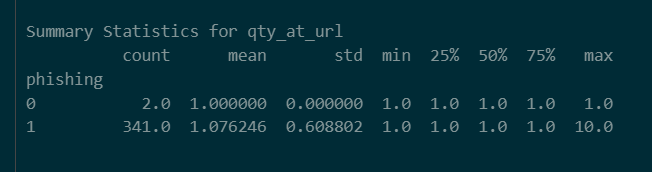 Summary Statistics for qty_at_url
count mean std min 25% 50% 75% max
phishing
0 2.0 1.000000 0.000000 1.0 1.0 1.0 1.0 1.0
1 341.0 1.076246 0.608802 1.0 1.0 1.0 1.0 10.0